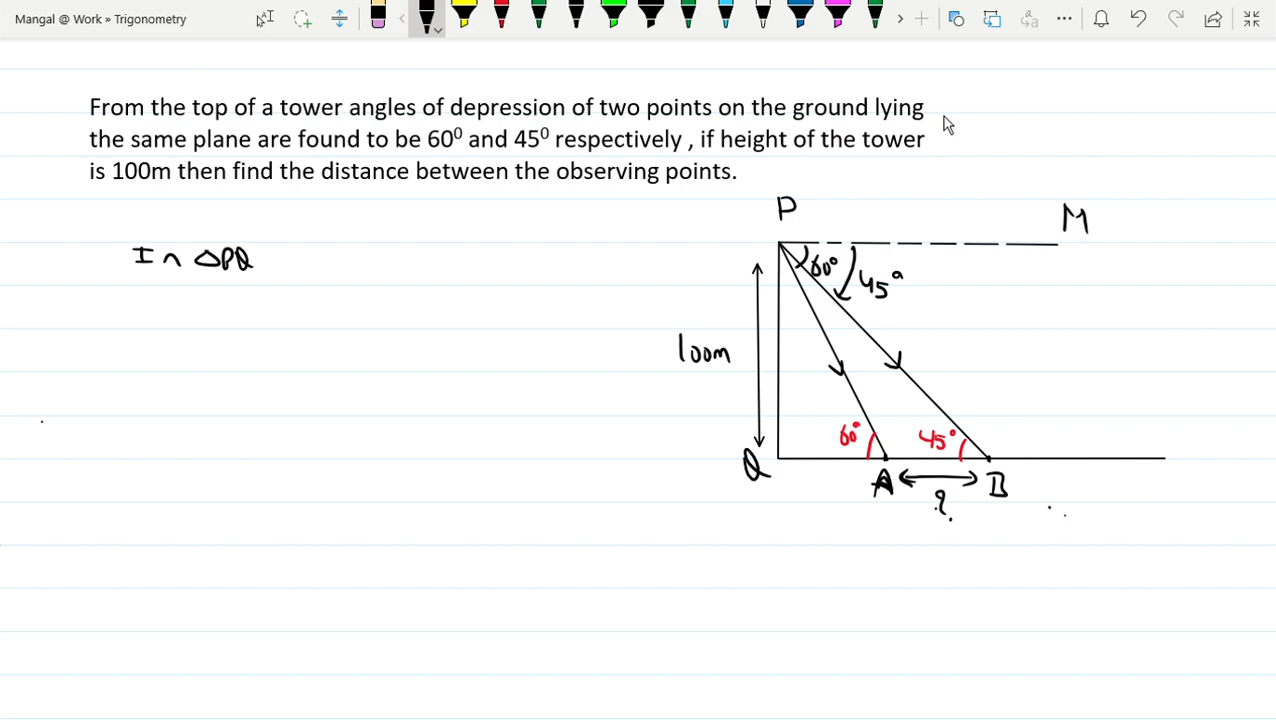 Mangal @ Work » Trigonometry
From the top of a tower angles of depression of two points on the ground lying
the same plane are found to be 60⁰ and 45⁰ respectively , if height of the tower
is 100m then find the distance between the observing points.
P
M
In △PQ
60°
45°
100m
60°
45°
Q
A
B
?